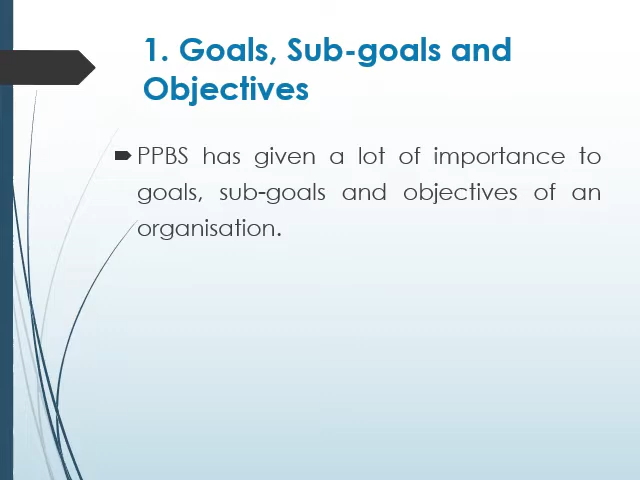 1. Goals, Sub-goals and
Objectives
PPBS has given a lot of importance to
goals, sub-goals and objectives of an
organisation.